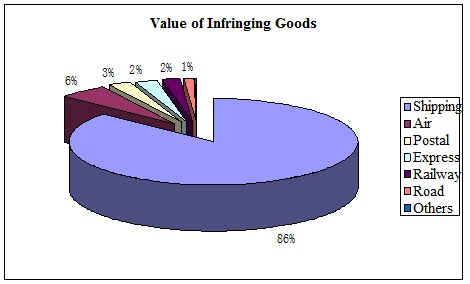 Value of Infringing Goods
6%
3%
2%
2%
1%
86%
Shipping
Air
Postal
Express
Railway
Road
Others